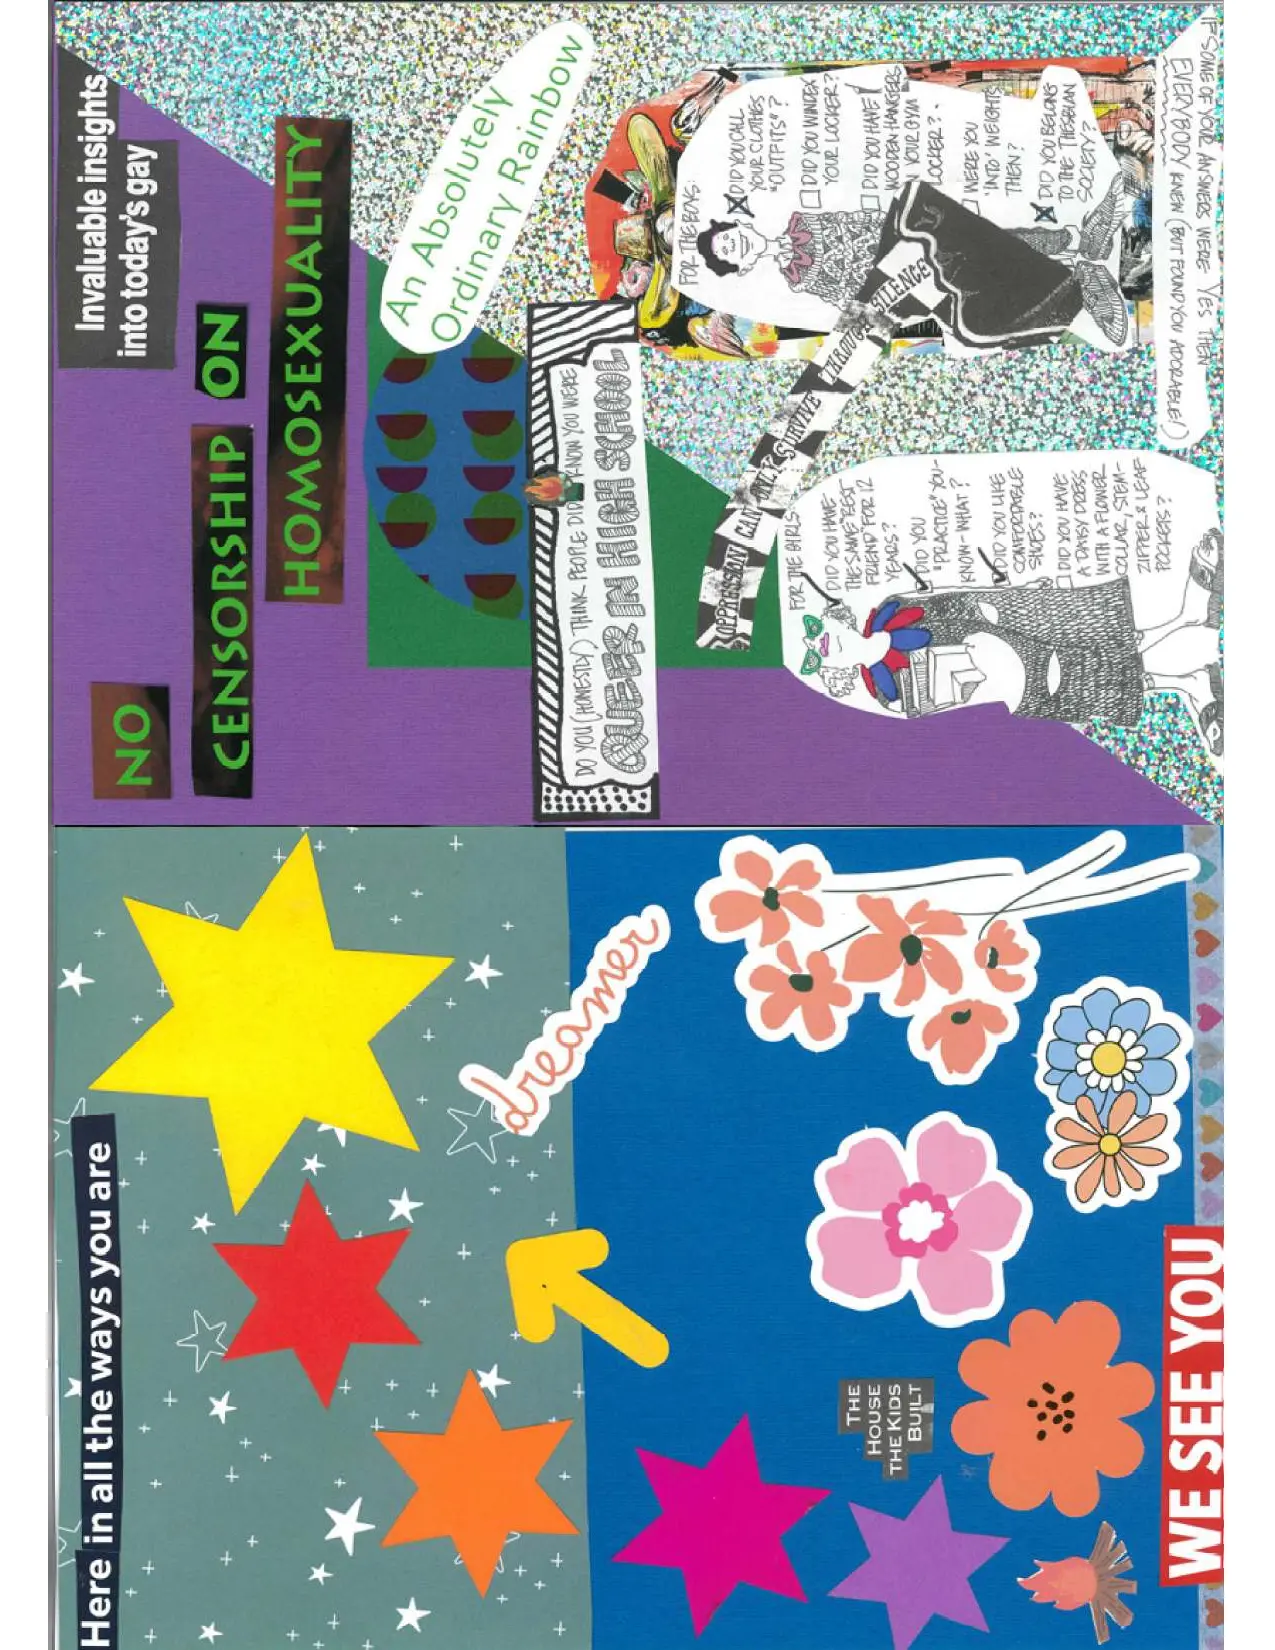 Here in all the ways you are
dreamer
THE
HOUSE
THE KIDS
BUILT
WE SEE YOU
Invaluable insights
into today's gay
NO
CENSORSHIP ON
HOMOSEXUALITY
An Absolutely
Ordinary Rainbow
DO YOU (HONESTLY) THINK PEOPLE DIDN'T KNOW YOU WERE
QUEER IN HIGH SCHOOL
OPPRESSION CAN ONLY SURVIVE THROUGH SILENCE
FOR THE GIRLS:
DID YOU HAVE
THE SAME "BEST
FRIEND" FOR 12
YEARS?
DID YOU
"PRACTICE" YOU-
KNOW-WHAT?
DID YOU LIKE
COMFORTABLE
SHOES?
DID YOU HAVE
A DAISY DRESS
WITH A FLOWER
COLLAR, STEM-
ZIPPER & LEAF
POCKETS?
FOR THE BOYS:
DID YOU CALL
YOUR CLOTHES
"OUTFITS"?
DID YOU WINDEX
YOUR LOCKER?
DID YOU HAVE
WOODEN HANGERS
IN YOUR GYM
LOCKER?
WERE YOU
'INTO' WEIGHTS
THEN?
DID YOU BELONG
TO THE THESPIAN
SOCIETY?
IF SOME OF YOUR ANSWERS WERE YES THEN
EVERYBODY KNEW (BUT FOUND YOU ADORABLE!)